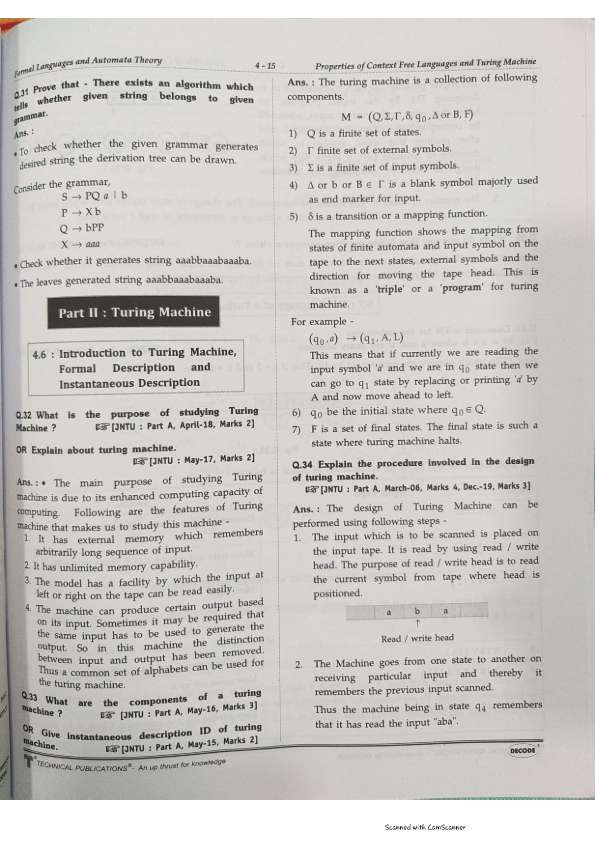 Formal Languages and Automata Theory
4 - 15
Properties of Context Free Languages and Turing Machine
Q.31 Prove that - There exists an algorithm which
tells whether given string belongs to given
grammar.
Ans. :
• To check whether the given grammar generates
desired string the derivation tree can be drawn.
Consider the grammar,
S → PQ a | b
P → X b
Q → bPP
X → aaa
• Check whether it generates string aaabbaaabaaaba.
• The leaves generated string aaabbaaabaaaba.
Part II : Turing Machine
4.6 : Introduction to Turing Machine,
Formal Description and
Instantaneous Description
Q.32 What is the purpose of studying Turing
Machine ? ☞ [JNTU : Part A, April-18, Marks 2]
OR Explain about turing machine.
☞ [JNTU : May-17, Marks 2]
Ans. : • The main purpose of studying Turing
machine is due to its enhanced computing capacity of
computing. Following are the features of Turing
machine that makes us to study this machine -
1. It has external memory which remembers
arbitrarily long sequence of input.
2. It has unlimited memory capability.
3. The model has a facility by which the input at
left or right on the tape can be read easily.
4. The machine can produce certain output based
on its input. Sometimes it may be required that
the same input has to be used to generate the
output. So in this machine the distinction
between input and output has been removed.
Thus a common set of alphabets can be used for
the turing machine.
Q.33 What are the components of a turing
machine ? ☞ [JNTU : Part A, May-16, Marks 3]
OR Give instantaneous description ID of turing
machine. ☞ [JNTU : Part A, May-15, Marks 2]
Ans. : The turing machine is a collection of following
components.
M = (Q, Σ, Γ, δ, q₀, Δ or B, F)
1) Q is a finite set of states.
2) Γ finite set of external symbols.
3) Σ is a finite set of input symbols.
4) Δ or b or B ∈ Γ is a blank symbol majorly used
as end marker for input.
5) δ is a transition or a mapping function.
The mapping function shows the mapping from
states of finite automata and input symbol on the
tape to the next states, external symbols and the
direction for moving the tape head. This is
known as a 'triple' or a 'program' for turing
machine.
For example -
(q₀, a) → (q₁, A, L)
This means that if currently we are reading the
input symbol 'a' and we are in q₀ state then we
can go to q₁ state by replacing or printing 'a' by
A and now move ahead to left.
6) q₀ be the initial state where q₀ ∈ Q.
7) F is a set of final states. The final state is such a
state where turing machine halts.
Q.34 Explain the procedure involved in the design
of turing machine.
☞ [JNTU : Part A, March-06, Marks 4, Dec.-19, Marks 3]
Ans. : The design of Turing Machine can be
performed using following steps -
1. The input which is to be scanned is placed on
the input tape. It is read by using read / write
head. The purpose of read / write head is to read
the current symbol from tape where head is
positioned.
a b a
↑
Read / write head
2. The Machine goes from one state to another on
receiving particular input and thereby it
remembers the previous input scanned.
Thus the machine being in state q₄ remembers
that it has read the input "aba".
TECHNICAL PUBLICATIONS® - An up thrust for knowledge
DECODE®
Scanned with CamScanner